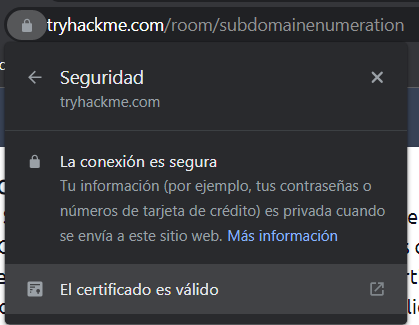 tryhackme.com/room/subdomainenumeration
Seguridad
tryhackme.com
La conexión es segura
Tu información (por ejemplo, tus contraseñas o
números de tarjeta de crédito) es privada cuando
se envía a este sitio web. Más información
El certificado es válido